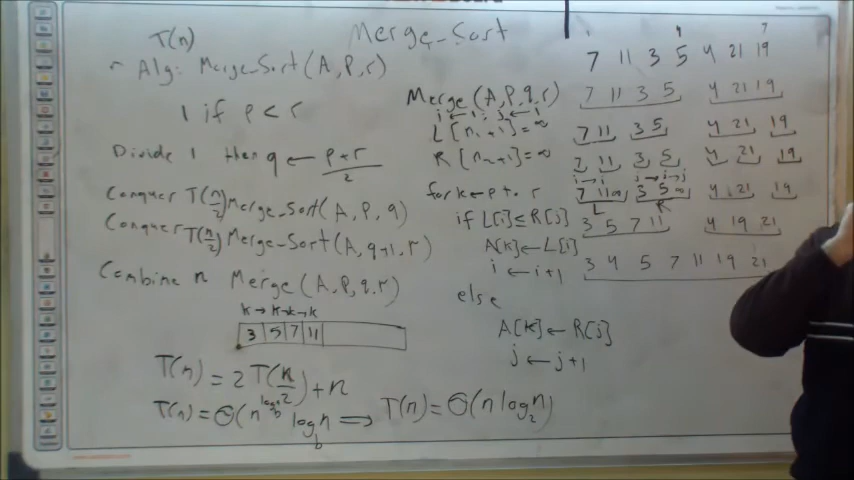 Merge-Sort
T(n)
Alg: Merge-Sort(A,P,r)
1 if P < r
Divide 1 then q ← P+r/2
Conquer T(n/2) Merge-Sort(A, P, q)
Conquer T(n/2) Merge-Sort(A, q+1, r)
Combine n Merge(A, P, q, r)
K→ K→ K→ K
3 5 7 11
T(n) = 2T(n/2) + n
T(n) = Θ(n^log_b^2 log_b n) ⟹ T(n) = Θ(n log_2 n)
Merge(A, P, q, r)
i ← 1; j ← 1
L[n1+1] = ∞
R[n2+1] = ∞
for k ← P to r
if L[i] ≤ R[j]
A[k] ← L[i]
i ← i+1
else
A[K] ← R[j]
j ← j+1
7 11 3 5 4 21 19
7 11 3 5 4 21 19
7 11 3 5 4 21 19
7 11 3 5 4 21 19
i → i j → j → j
7 11 ∞ 3 5 ∞ 4 21 19
L R
3 5 7 11 4 19 21
3 4 5 7 11 19 21